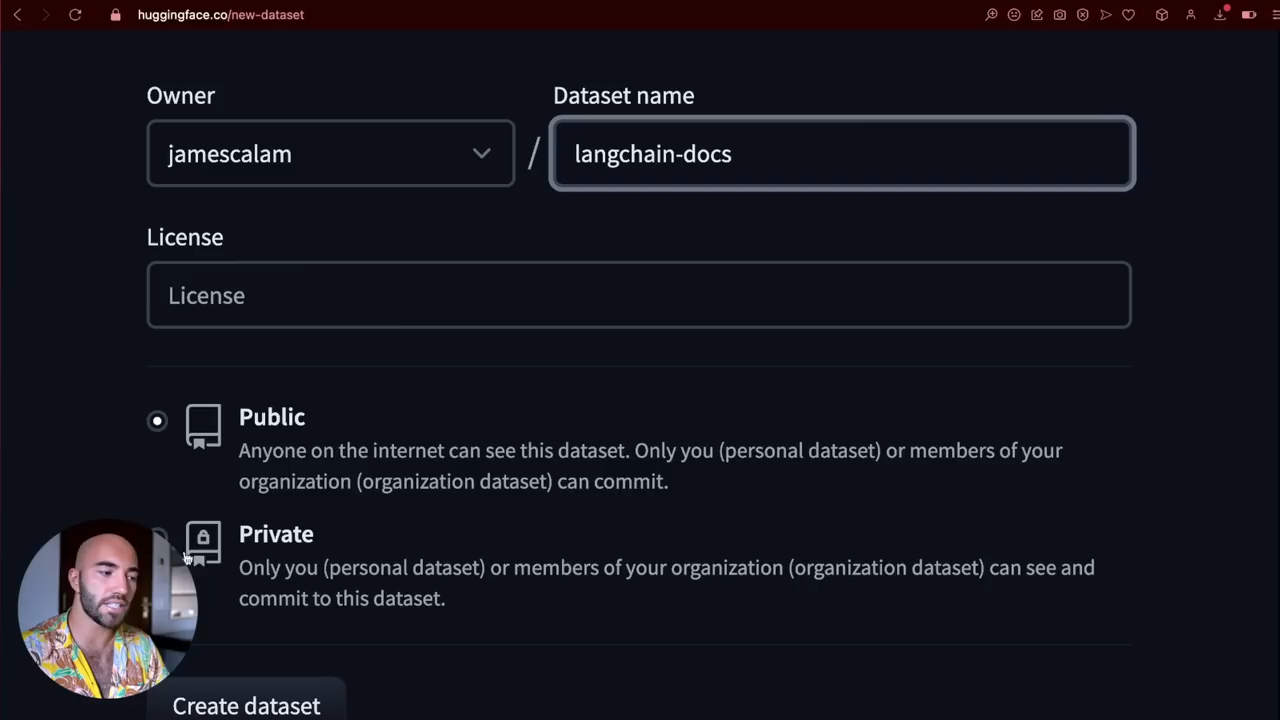 huggingface.co/new-dataset
Owner
Dataset name
jamescalam
/
langchain-docs
License
License
Public
Anyone on the internet can see this dataset. Only you (personal dataset) or members of your
organization (organization dataset) can commit.
Private
Only you (personal dataset) or members of your organization (organization dataset) can see and
commit to this dataset.
Create dataset